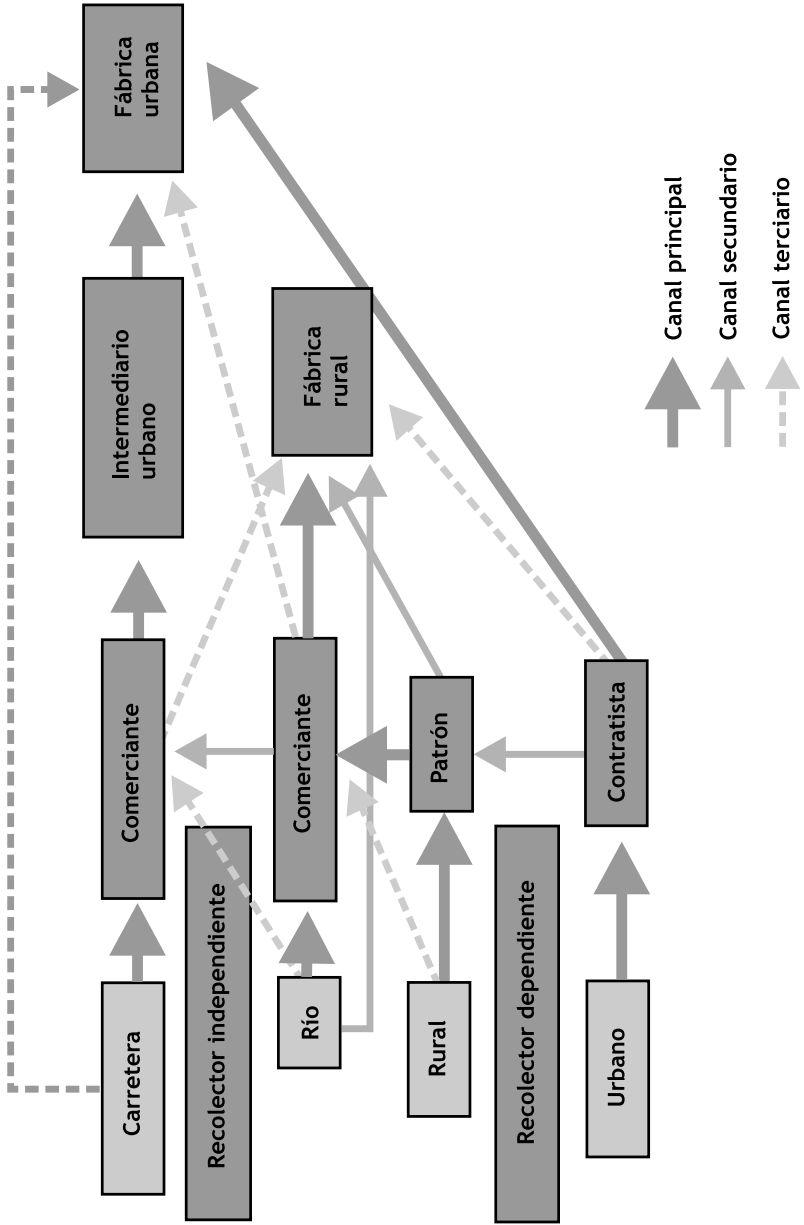 Carretera
Comerciante
Intermediario
urbano
Fábrica
urbana
Recolector independiente
Río
Comerciante
Fábrica
rural
Rural
Patrón
Recolector dependiente
Urbano
Contratista
Canal principal
Canal secundario
Canal terciario